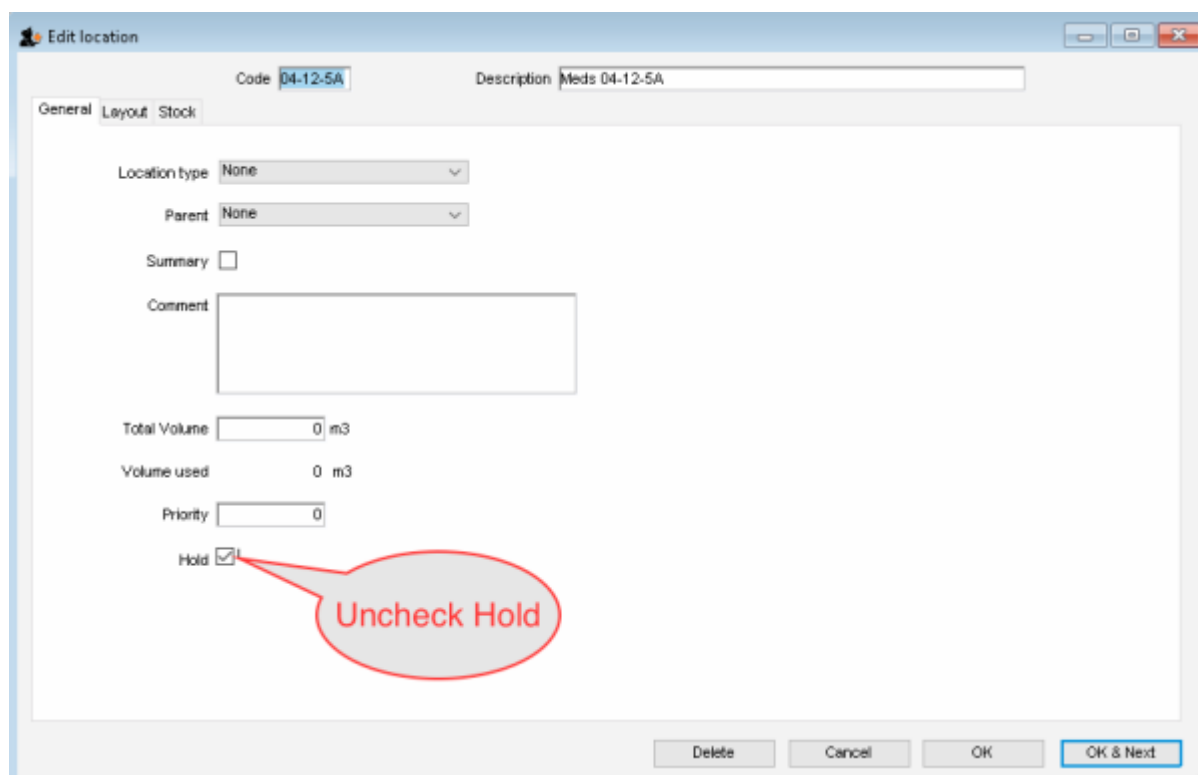 Edit location
Code 04-12-5A Description Meds 04-12-5A
General Layout Stock
Location type None
Parent None
Summary
Comment
Total Volume 0 m3
Volume used 0 m3
Priority 0
Hold
Uncheck Hold
Delete Cancel OK OK & Next